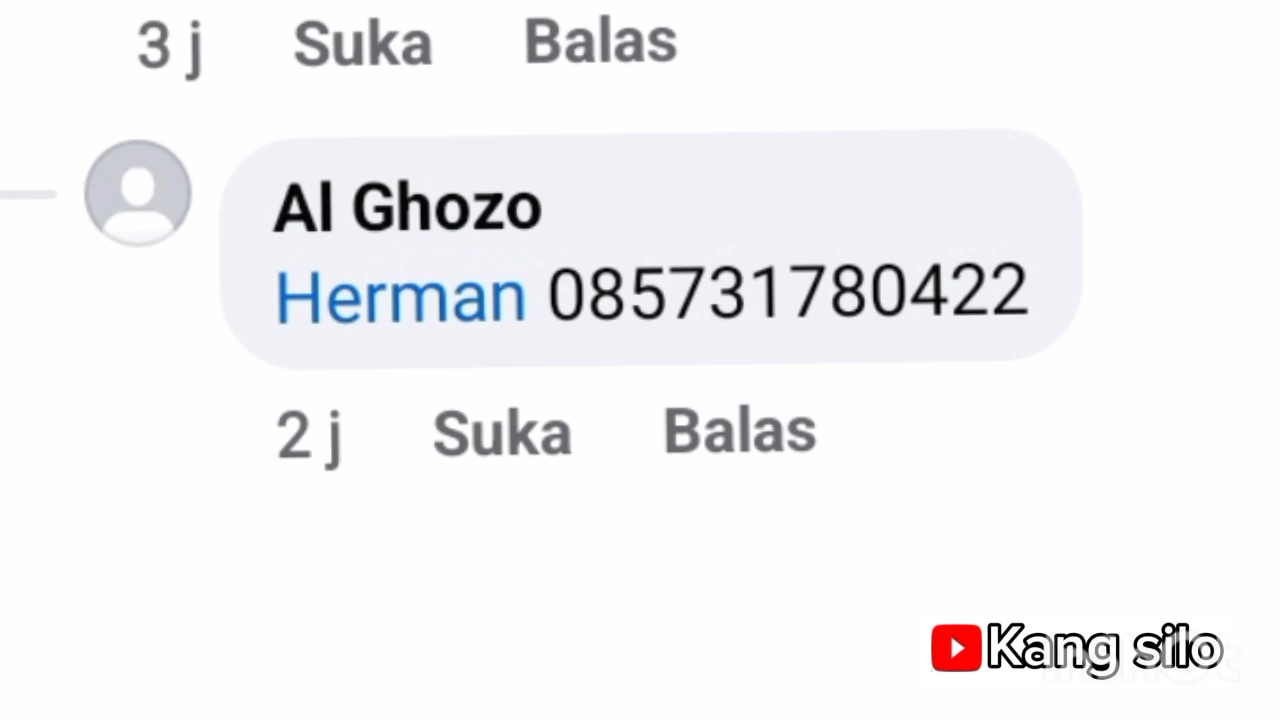 3 j Suka Balas
Al Ghozo
Herman 085731780422
2 j Suka Balas
Kang silo